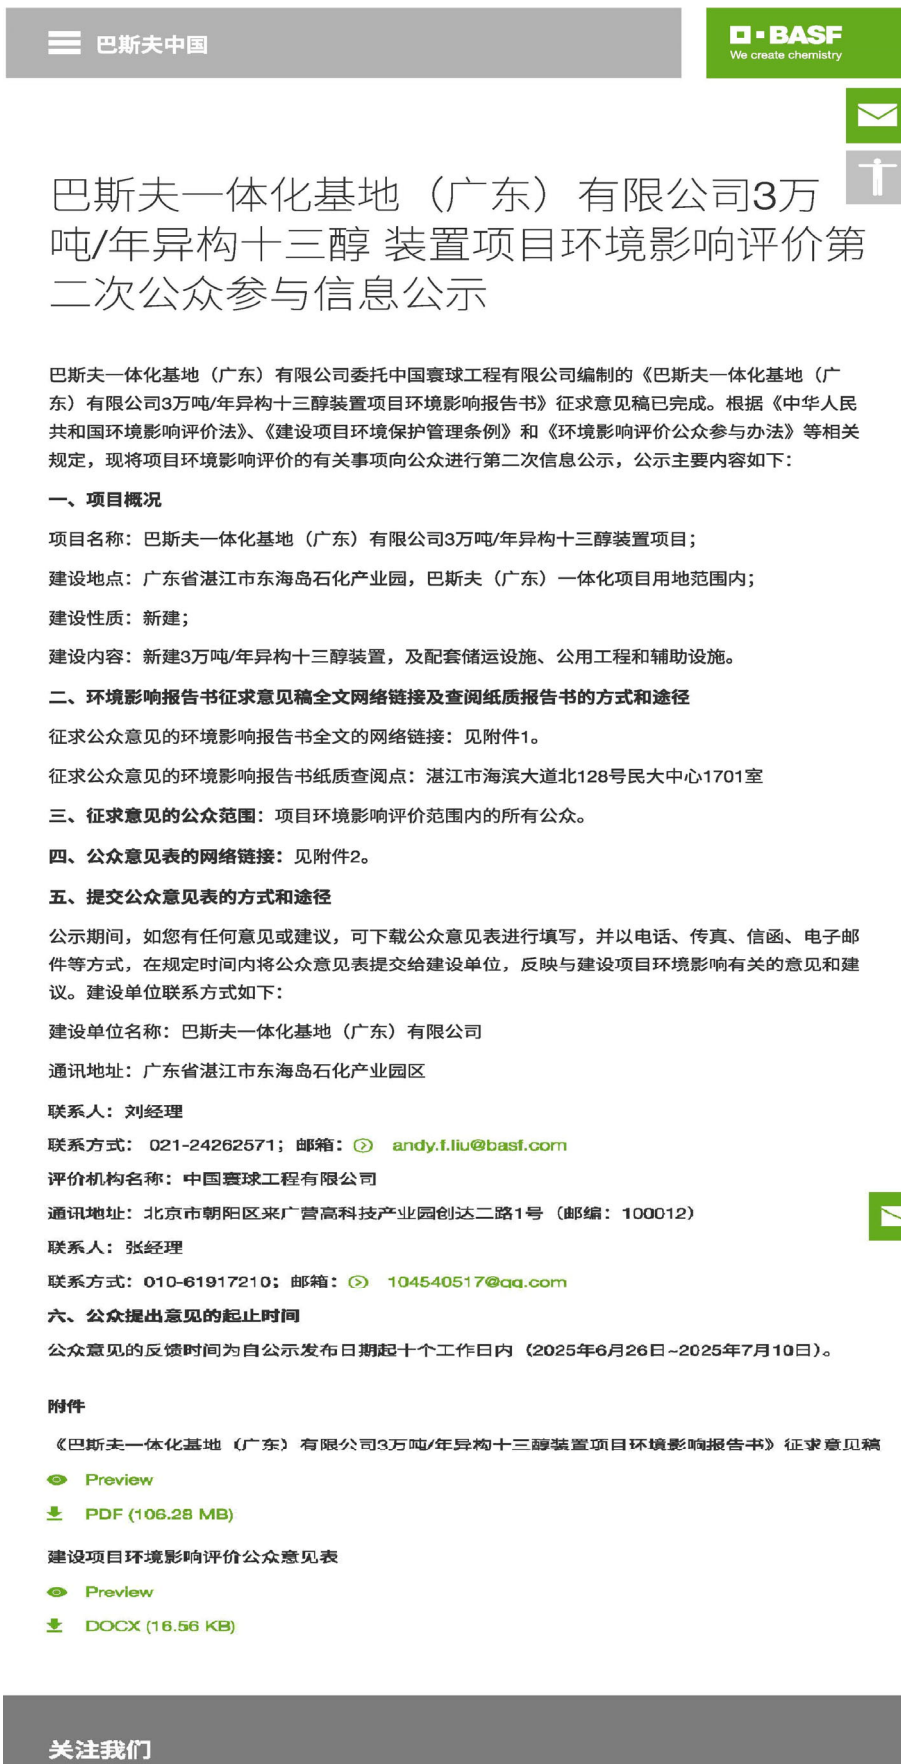 巴斯夫中国
BASF
We create chemistry
巴斯夫一体化基地（广东）有限公司3万
吨/年异构十三醇 装置项目环境影响评价第
二次公众参与信息公示
巴斯夫一体化基地（广东）有限公司委托中国寰球工程有限公司编制的《巴斯夫一体化基地（广
东）有限公司3万吨/年异构十三醇装置项目环境影响报告书》征求意见稿已完成。根据《中华人民
共和国环境影响评价法》、《建设项目环境保护管理条例》和《环境影响评价公众参与办法》等相关
规定，现将项目环境影响评价的有关事项向公众进行第二次信息公示，公示主要内容如下：
一、项目概况
项目名称：巴斯夫一体化基地（广东）有限公司3万吨/年异构十三醇装置项目；
建设地点：广东省湛江市东海岛石化产业园，巴斯夫（广东）一体化项目用地范围内；
建设性质：新建；
建设内容：新建3万吨/年异构十三醇装置，及配套储运设施、公用工程和辅助设施。
二、环境影响报告书征求意见稿全文网络链接及查阅纸质报告书的方式和途径
征求公众意见的环境影响报告书全文的网络链接：见附件1。
征求公众意见的环境影响报告书纸质查阅点：湛江市海滨大道北128号民大中心1701室
三、征求意见的公众范围：项目环境影响评价范围内的所有公众。
四、公众意见表的网络链接：见附件2。
五、提交公众意见表的方式和途径
公示期间，如您有任何意见或建议，可下载公众意见表进行填写，并以电话、传真、信函、电子邮
件等方式，在规定时间内将公众意见表提交给建设单位，反映与建设项目环境影响有关的意见和建
议。建设单位联系方式如下：
建设单位名称：巴斯夫一体化基地（广东）有限公司
通讯地址：广东省湛江市东海岛石化产业园区
联系人：刘经理
联系方式： 021-24262571；邮箱： andy.f.liu@basf.com
评价机构名称：中国寰球工程有限公司
通讯地址：北京市朝阳区来广营高科技产业园创达二路1号（邮编：100012）
联系人：张经理
联系方式：010-61917210；邮箱： 104540517@qq.com
六、公众提出意见的起止时间
公众意见的反馈时间为自公示发布日期起十个工作日内（2025年6月26日~2025年7月10日）。
附件
《巴斯夫一体化基地（广东）有限公司3万吨/年异构十三醇装置项目环境影响报告书》征求意见稿
Preview
PDF (106.28 MB)
建设项目环境影响评价公众意见表
Preview
DOCX (16.56 KB)
关注我们